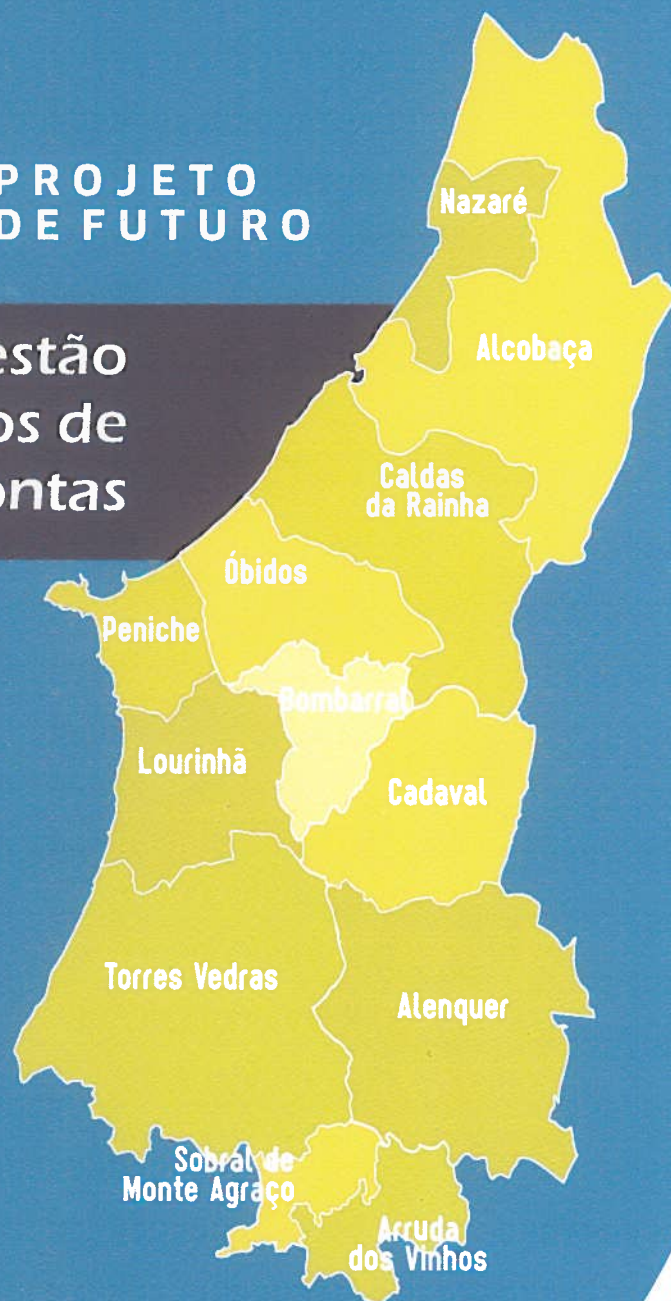 PROJETO
DE FUTURO
estão
os de
ontas
Nazaré
Alcobaça
Caldas
da Rainha
Óbidos
Peniche
Bombarral
Lourinhã
Cadaval
Torres Vedras
Alenquer
Sobral de
Monte Agraço
Arruda
dos Vinhos